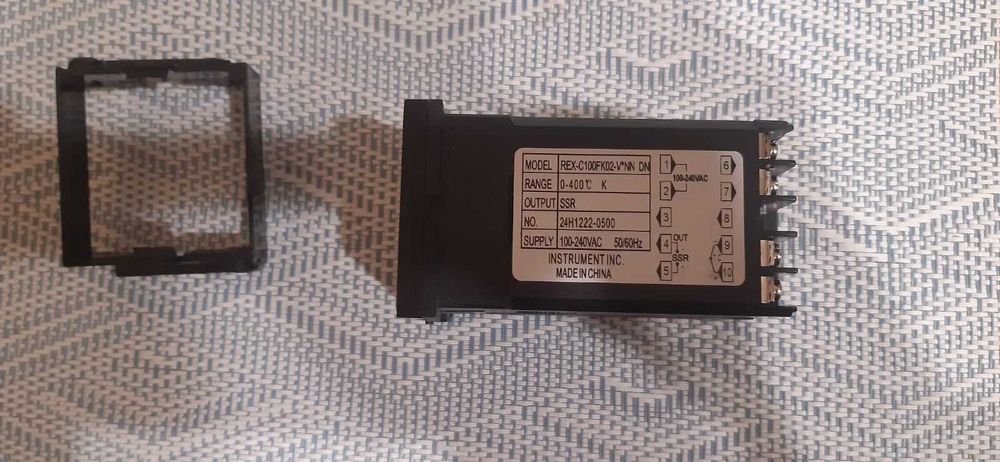 MODEL REX-C100FK02-V*NN DN
RANGE 0-400℃ K
OUTPUT SSR
NO. 24H1222-0500
SUPPLY 100-240VAC 50/60Hz
INSTRUMENT INC.
MADE IN CHINA
1 6
100-240VAC
2 7
3 8
OUT
4 + 9
SSR TC
5 - 10